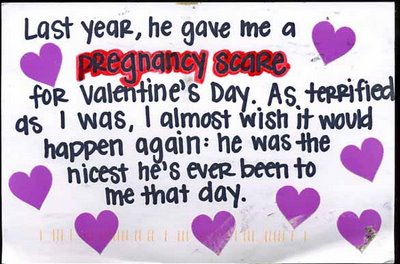 Last year, he gave me a
pregnancy scare
for Valentine's Day. As terrified
as I was, I almost wish it would
happen again: he was the
nicest he's ever been to
me that day.